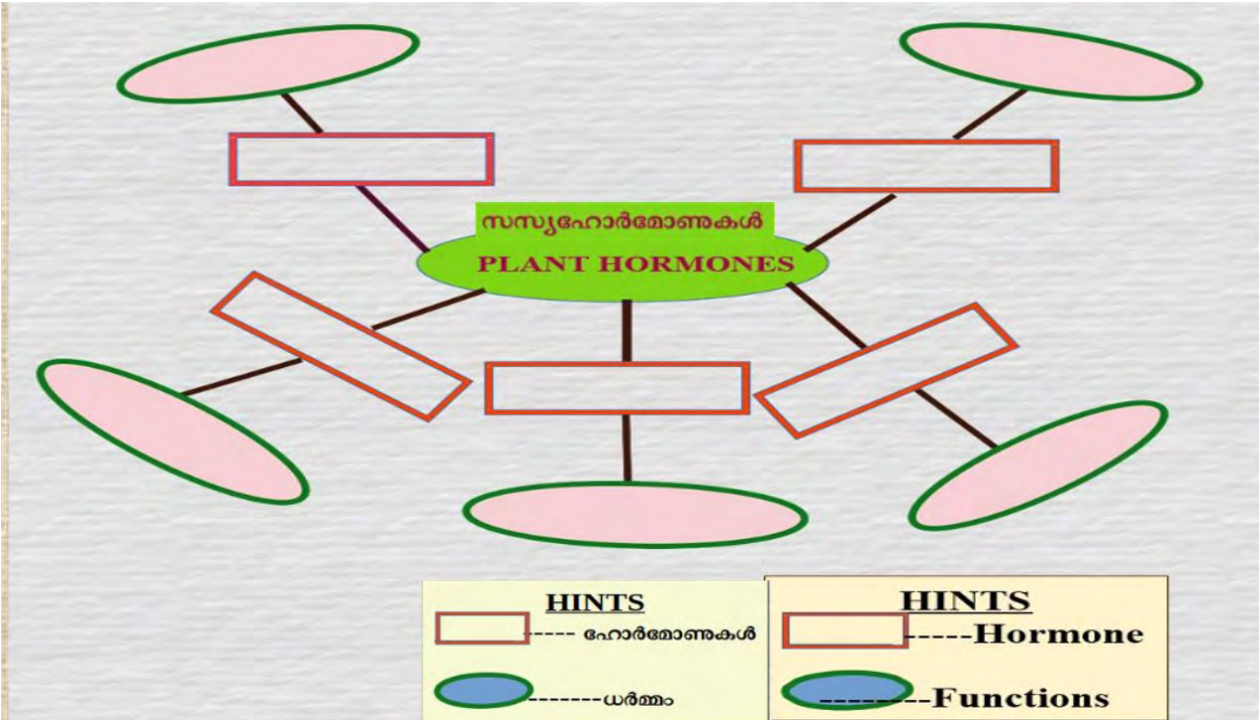 സസ്യഹോർമോണുകൾ
PLANT HORMONES
HINTS
------ ഹോർമോണുകൾ
--------ധർമ്മം
HINTS
-----Hormone
--------Functions